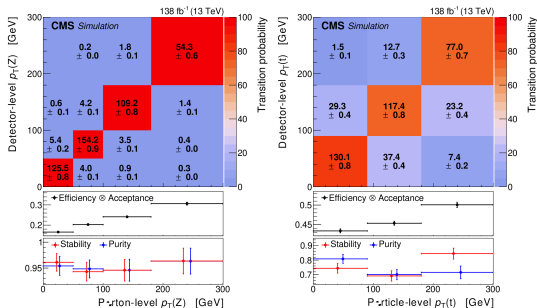 138 fb⁻¹ (13 TeV)
CMS Simulation
Detector-level pT(Z) [GeV]
Transition probability
300
200
100
0
100
80
60
40
20
0
0.2 ± 0.0
1.8 ± 0.1
54.3 ± 0.6
0.6 ± 0.1
4.2 ± 0.1
109.2 ± 0.8
1.4 ± 0.1
5.4 ± 0.2
154.2 ± 0.9
3.5 ± 0.1
0.4 ± 0.0
125.5 ± 0.8
4.0 ± 0.1
0.9 ± 0.1
0.3 ± 0.0
Efficiency ⊗ Acceptance
0.3
0.2
Stability
Purity
1
0.95
0 100 200 300
Parton-level pT(Z) [GeV]
138 fb⁻¹ (13 TeV)
CMS Simulation
Detector-level pT(t) [GeV]
Transition probability
300
200
100
0
100
80
60
40
20
0
1.5 ± 0.1
12.7 ± 0.3
77.0 ± 0.7
29.3 ± 0.4
117.4 ± 0.8
23.2 ± 0.4
130.1 ± 0.8
37.4 ± 0.4
7.4 ± 0.2
Efficiency ⊗ Acceptance
0.5
0.45
Stability
Purity
0.9
0.8
0.7
0 100 200 300
Particle-level pT(t) [GeV]